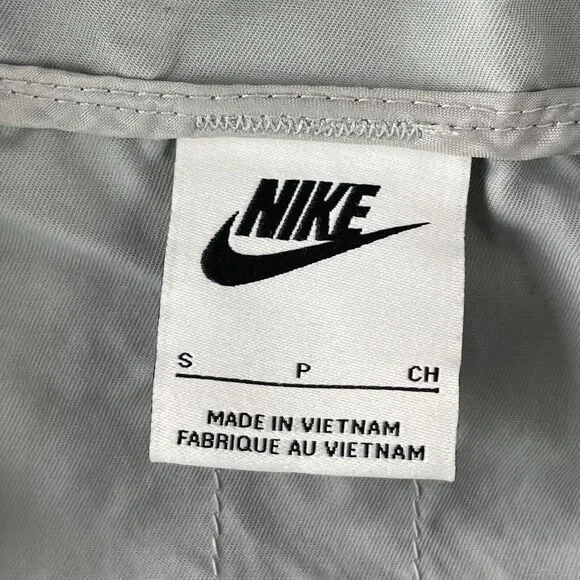 NIKE
S P CH
MADE IN VIETNAM
FABRIQUE AU VIETNAM